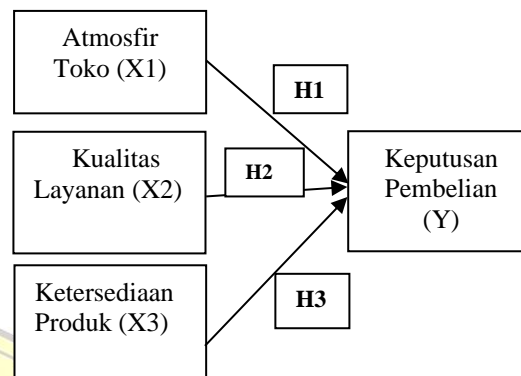 Atmosfir
Toko (X1)
H1
Kualitas
Layanan (X2)
H2
Keputusan
Pembelian
(Y)
Ketersediaan
Produk (X3)
H3